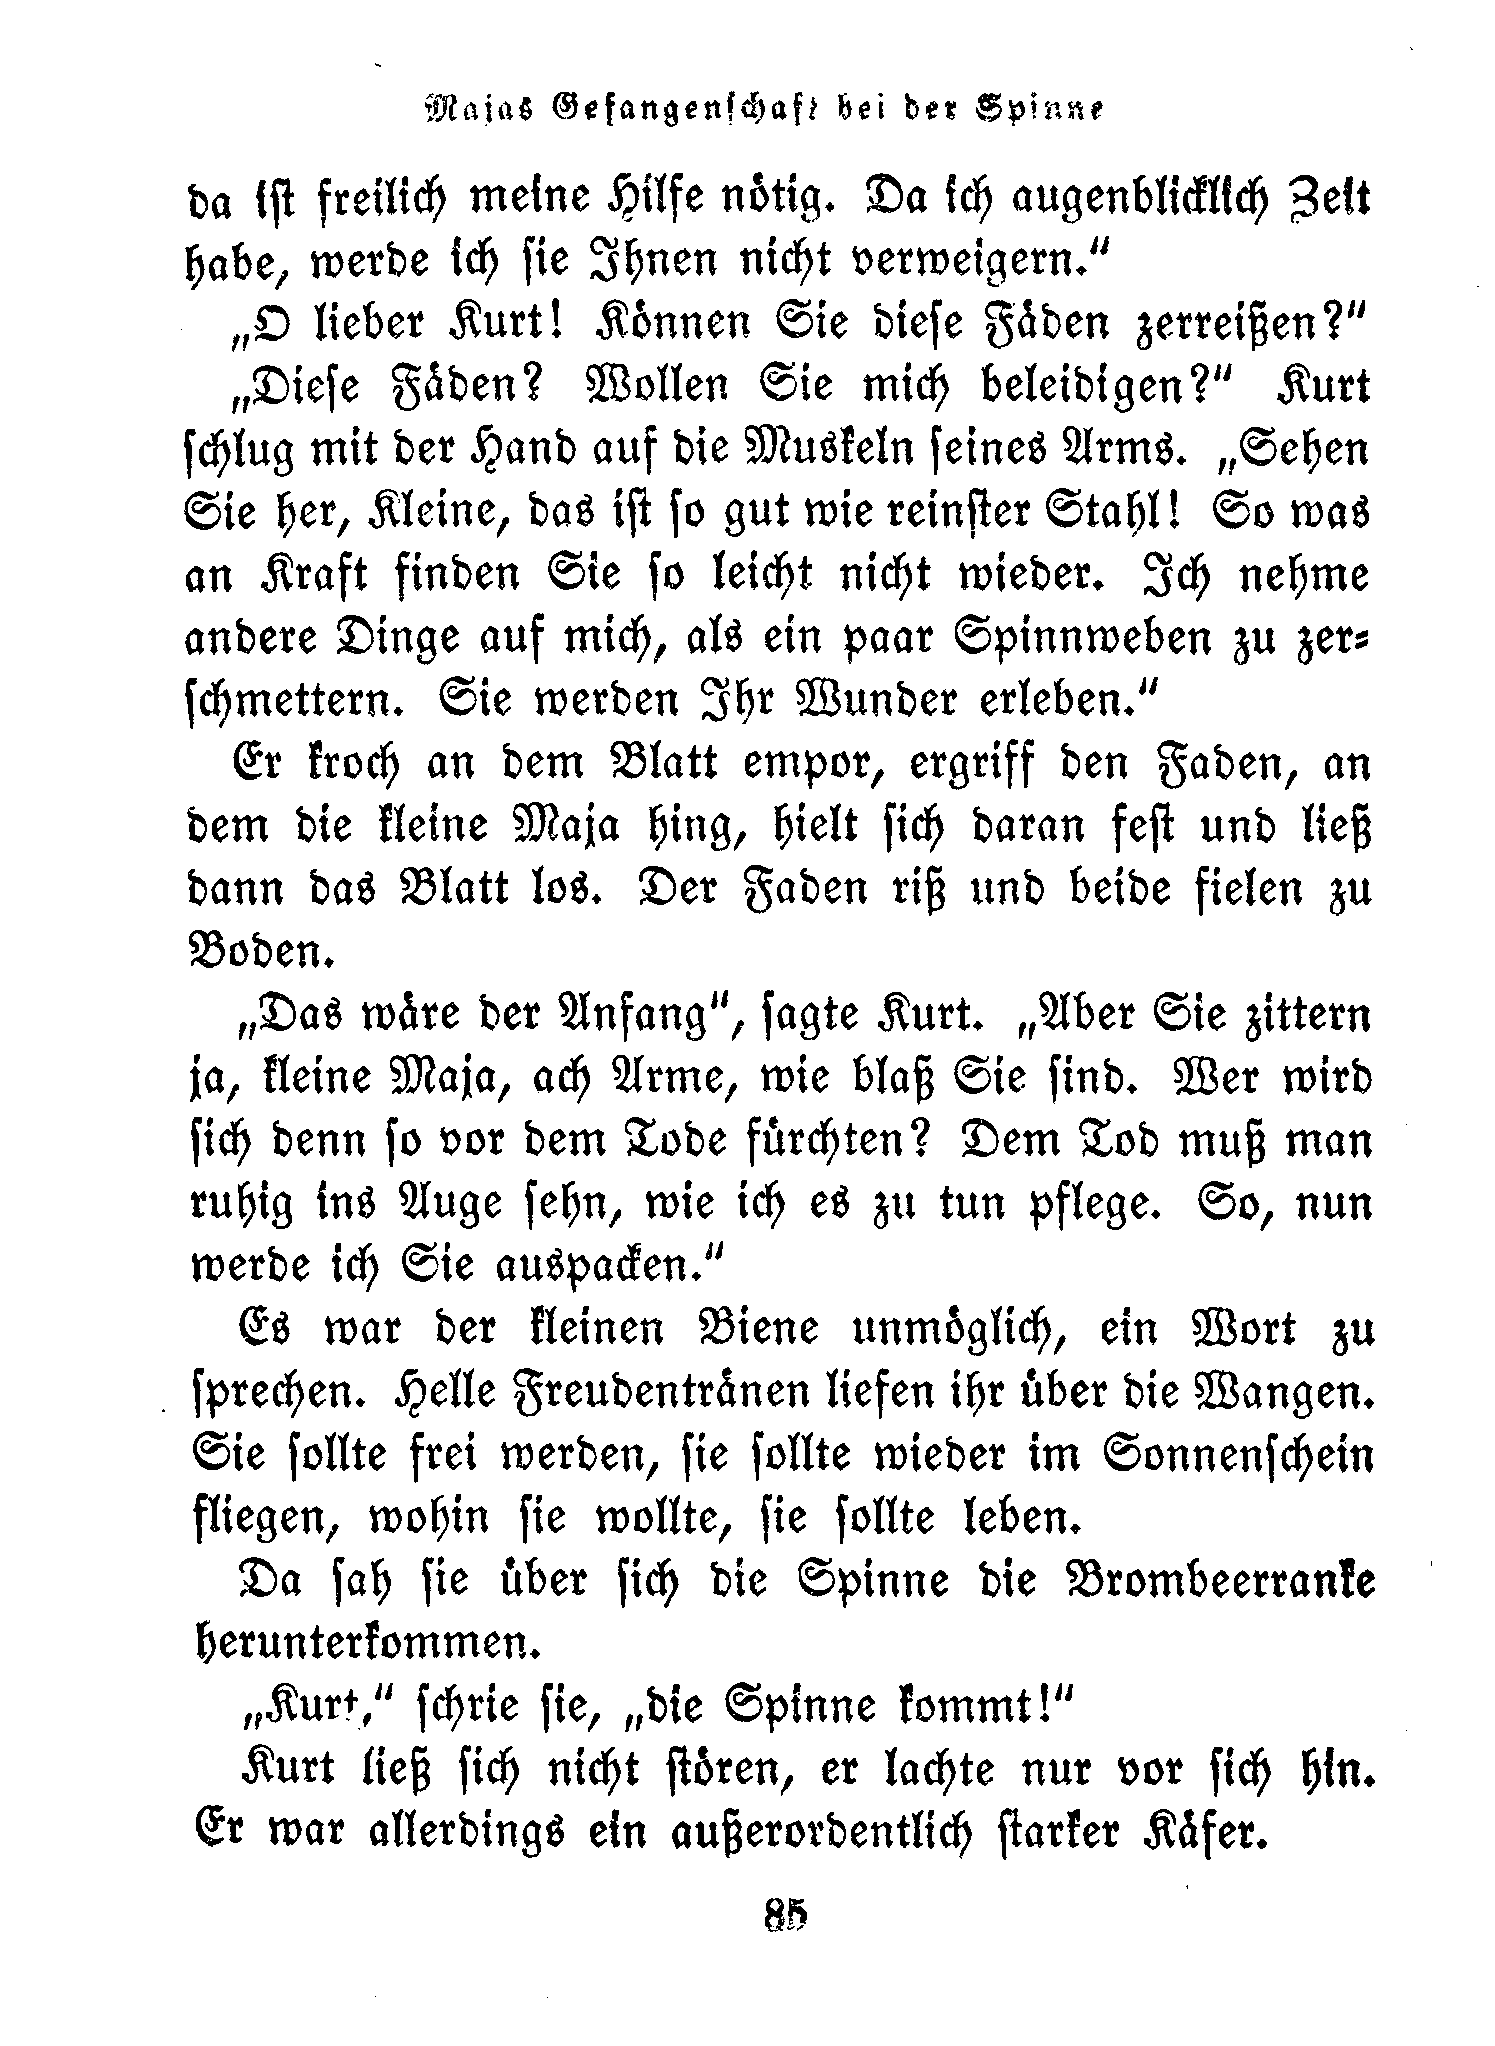 Majas Gefangenschaft bei der Spinne
da ist freilich meine Hilfe nötig. Da ich augenblicklich Zeit
habe, werde ich sie Ihnen nicht verweigern.“
„O lieber Kurt! Können Sie diese Fäden zerreißen?“
„Diese Fäden? Wollen Sie mich beleidigen?“ Kurt
schlug mit der Hand auf die Muskeln seines Arms. „Sehen
Sie her, Kleine, das ist so gut wie reinster Stahl! So was
an Kraft finden Sie so leicht nicht wieder. Ich nehme
andere Dinge auf mich, als ein paar Spinnweben zu zer-
schmettern. Sie werden Ihr Wunder erleben.“
Er kroch an dem Blatt empor, ergriff den Faden, an
dem die kleine Maja hing, hielt sich daran fest und ließ
dann das Blatt los. Der Faden riß und beide fielen zu
Boden.
„Das wäre der Anfang“, sagte Kurt. „Aber Sie zittern
ja, kleine Maja, ach Arme, wie blaß Sie sind. Wer wird
sich denn so vor dem Tode fürchten? Dem Tod muß man
ruhig ins Auge sehn, wie ich es zu tun pflege. So, nun
werde ich Sie auspacken.“
Es war der kleinen Biene unmöglich, ein Wort zu
sprechen. Helle Freudentränen liefen ihr über die Wangen.
Sie sollte frei werden, sie sollte wieder im Sonnenschein
fliegen, wohin sie wollte, sie sollte leben.
Da sah sie über sich die Spinne die Brombeerranke
herunterkommen.
„Kurt,“ schrie sie, „die Spinne kommt!“
Kurt ließ sich nicht stören, er lachte nur vor sich hin.
Er war allerdings ein außerordentlich starker Käfer.
85